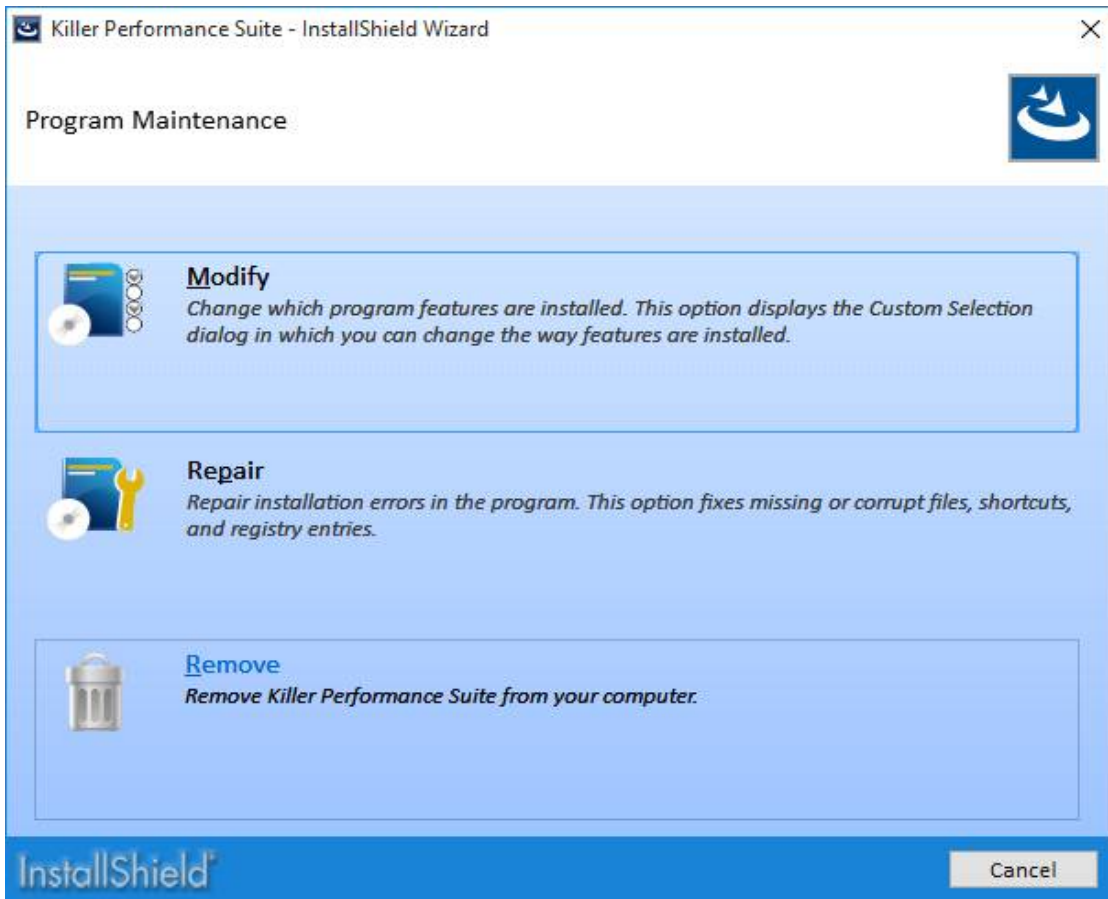 Killer Performance Suite - InstallShield Wizard
Program Maintenance
Modify
Change which program features are installed. This option displays the Custom Selection
dialog in which you can change the way features are installed.
Repair
Repair installation errors in the program. This option fixes missing or corrupt files, shortcuts,
and registry entries.
Remove
Remove Killer Performance Suite from your computer.
InstallShield®
Cancel